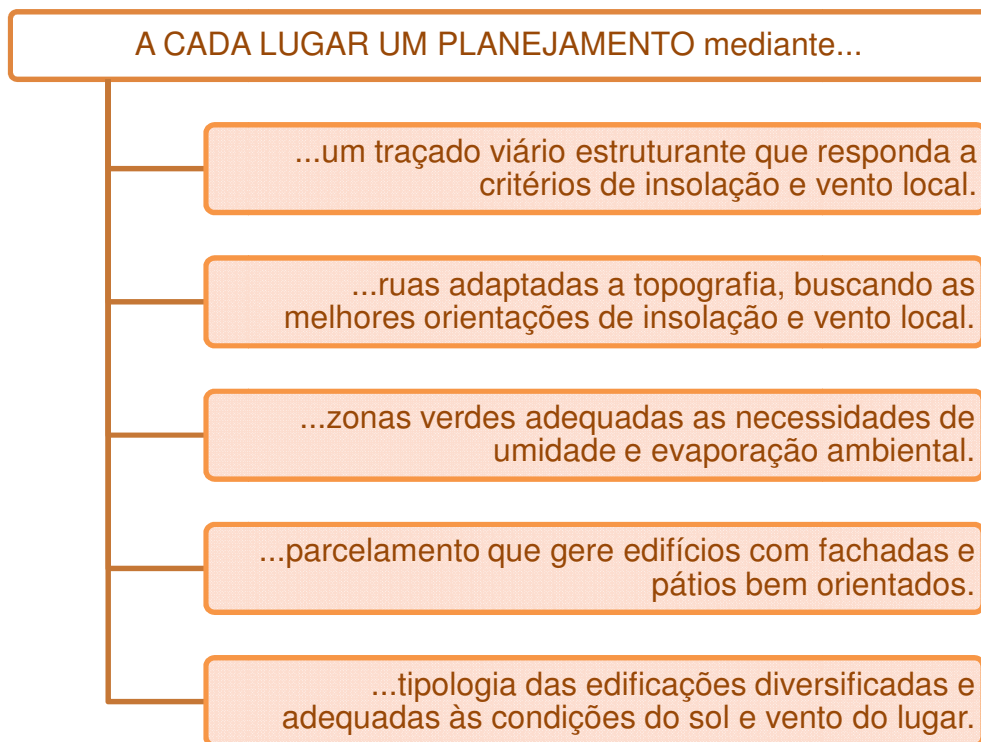 A CADA LUGAR UM PLANEJAMENTO mediante...
...um traçado viário estruturante que responda a
critérios de insolação e vento local.
...ruas adaptadas a topografia, buscando as
melhores orientações de insolação e vento local.
...zonas verdes adequadas as necessidades de
umidade e evaporação ambiental.
...parcelamento que gere edifícios com fachadas e
pátios bem orientados.
...tipologia das edificações diversificadas e
adequadas às condições do sol e vento do lugar.